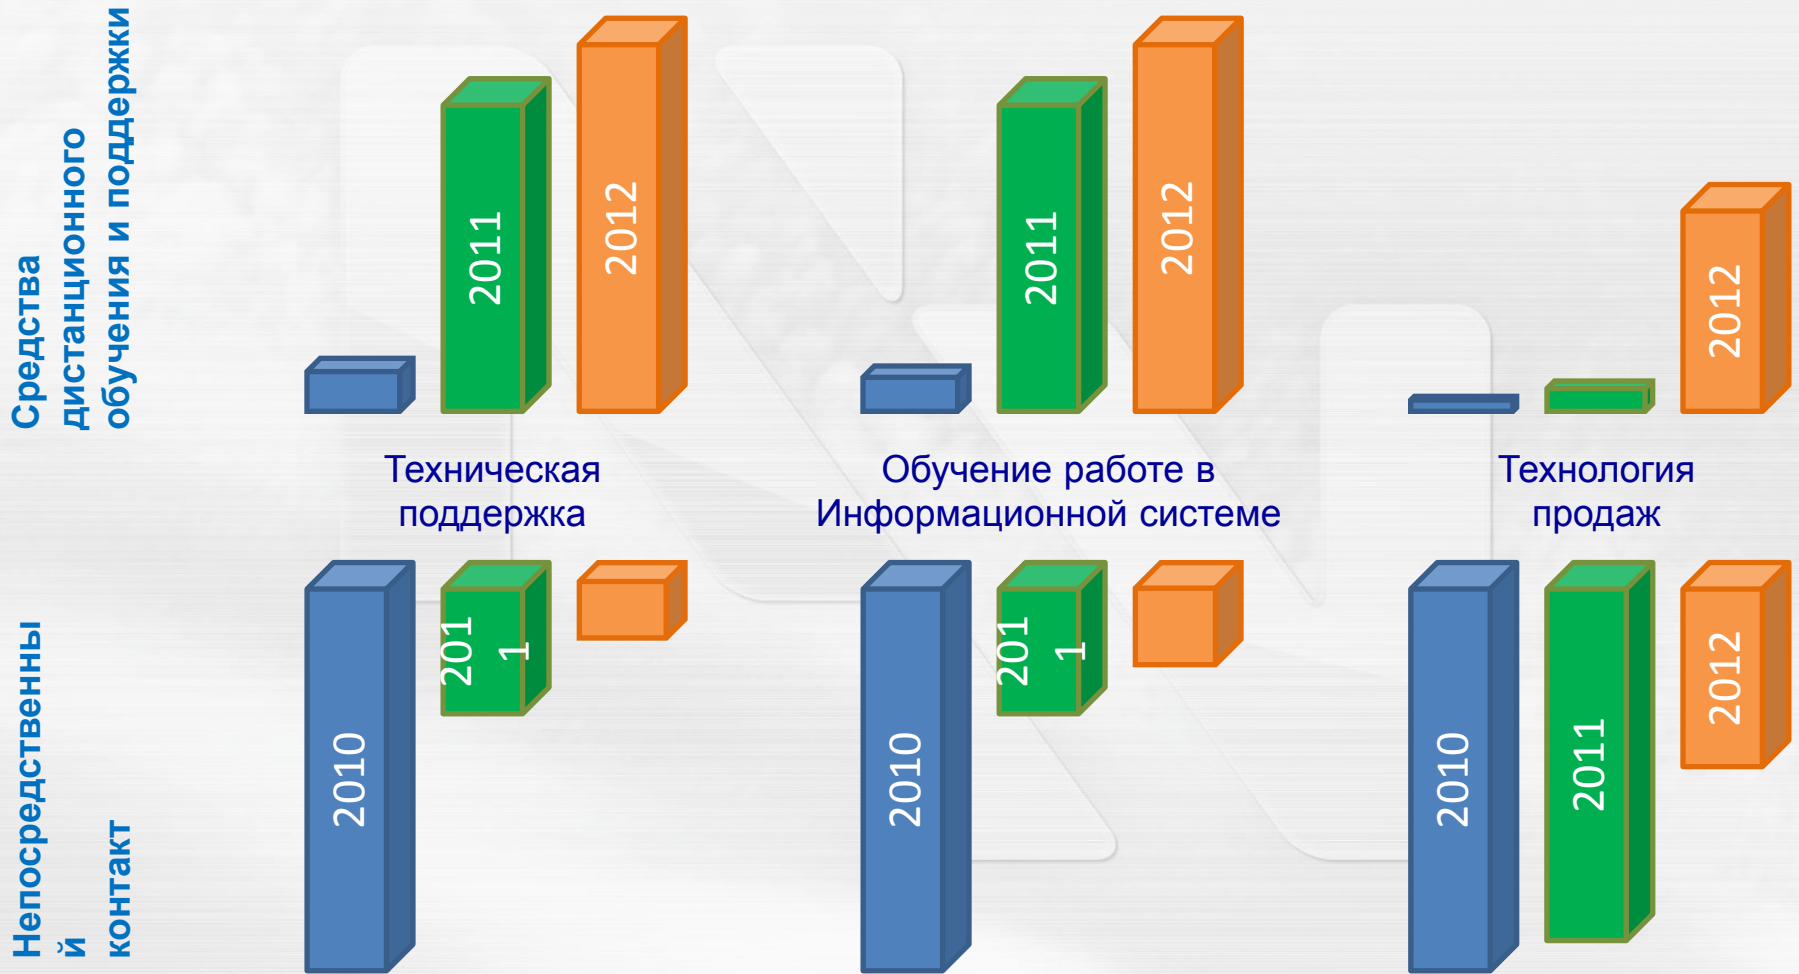 Средства
дистанционного
обучения и поддержки
2011
2012
2011
2012
2012
Техническая
поддержка
Обучение работе в
Информационной системе
Технология
продаж
Непосредственны
й
контакт
2010
201
1
2010
201
1
2010
2011
2012